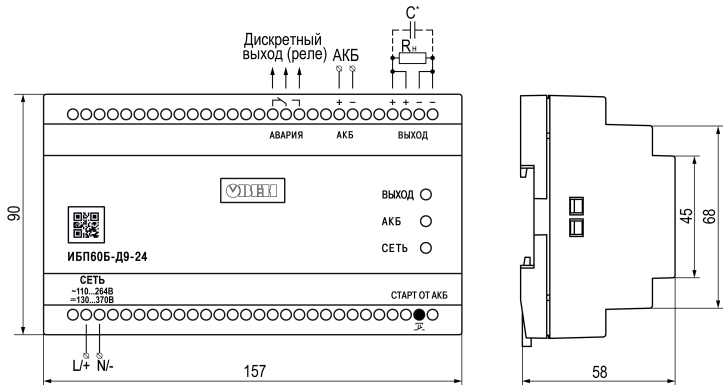 C*
Rн
Дискретный
выход (реле)
АКБ
+ −
+ + − −
АВАРИЯ
АКБ
ВЫХОД
ОВЕН
ВЫХОД
АКБ
СЕТЬ
ИБП60Б-Д9-24
СЕТЬ
~110...264В
=130...370В
СТАРТ ОТ АКБ
L/+ N/-
90
157
45
68
58